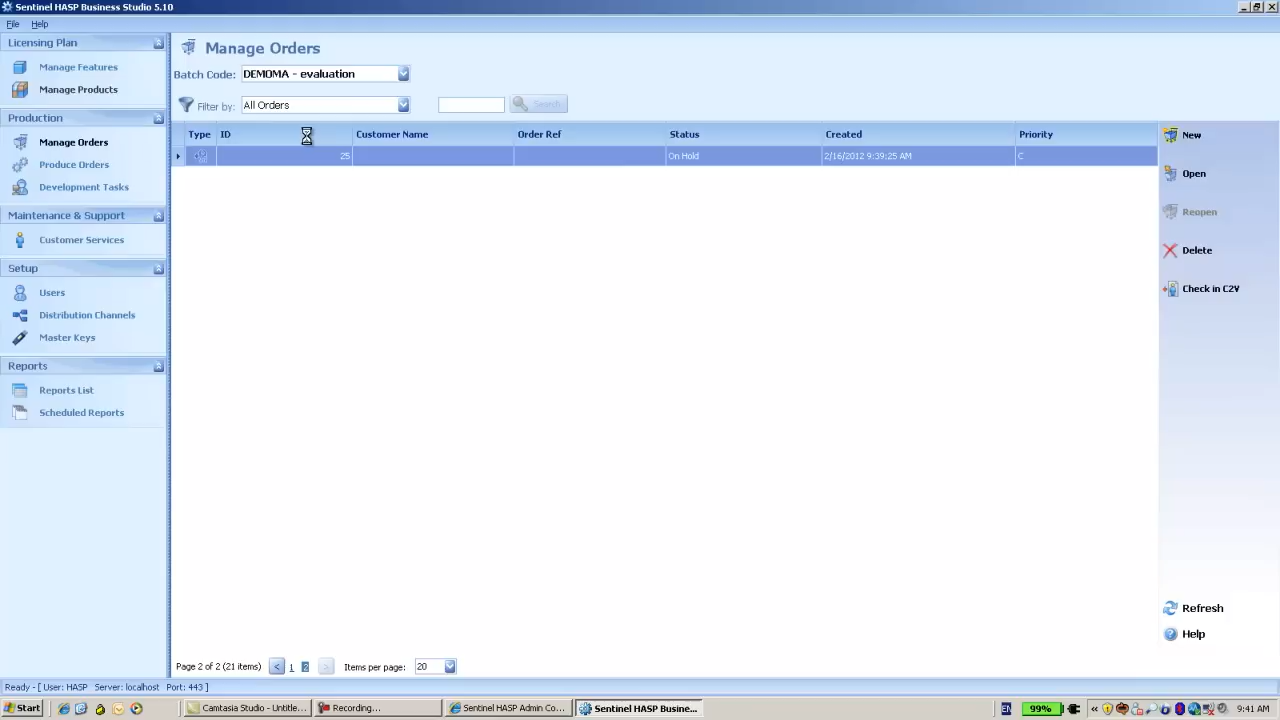 Sentinel HASP Business Studio 5.10
File Help
Licensing Plan
Manage Features
Manage Products
Production
Manage Orders
Produce Orders
Development Tasks
Maintenance & Support
Customer Services
Setup
Users
Distribution Channels
Master Keys
Reports
Reports List
Scheduled Reports
Manage Orders
Batch Code: DEMOMA - evaluation
Filter by: All Orders Search
Type ID Customer Name Order Ref Status Created Priority
25 On Hold 2/16/2012 9:39:25 AM C
New
Open
Reopen
Delete
Check in C2V
Refresh
Help
Page 2 of 2 (21 items) < 1 2 > Items per page: 20
Ready - [ User: HASP Server: localhost Port: 443 ]
Start Camtasia Studio - Untitle... Recording... Sentinel HASP Admin Co... Sentinel HASP Busine... EN 99% « 9:41 AM